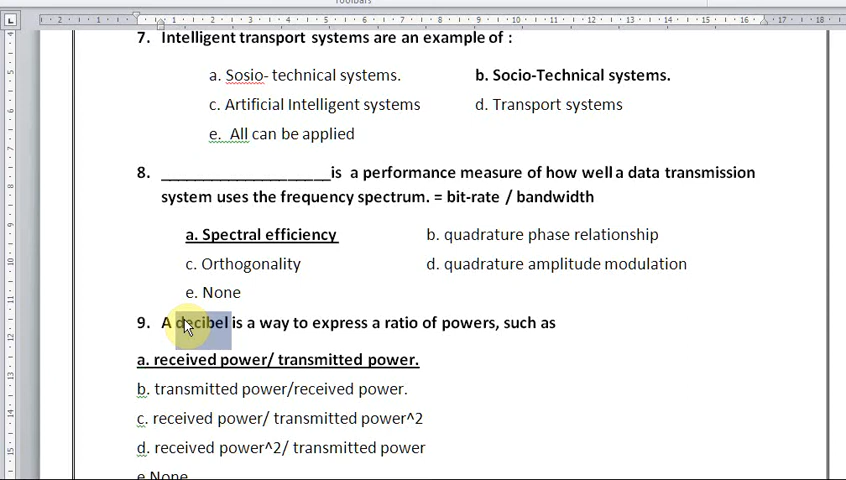 Toolbars
7. Intelligent transport systems are an example of :
a. Sosio- technical systems. b. Socio-Technical systems.
c. Artificial Intelligent systems d. Transport systems
e. All can be applied
8. ____________________is a performance measure of how well a data transmission
system uses the frequency spectrum. = bit-rate / bandwidth
a. Spectral efficiency b. quadrature phase relationship
c. Orthogonality d. quadrature amplitude modulation
e. None
9. A decibel is a way to express a ratio of powers, such as
a. received power/ transmitted power.
b. transmitted power/received power.
c. received power/ transmitted power^2
d. received power^2/ transmitted power
e None